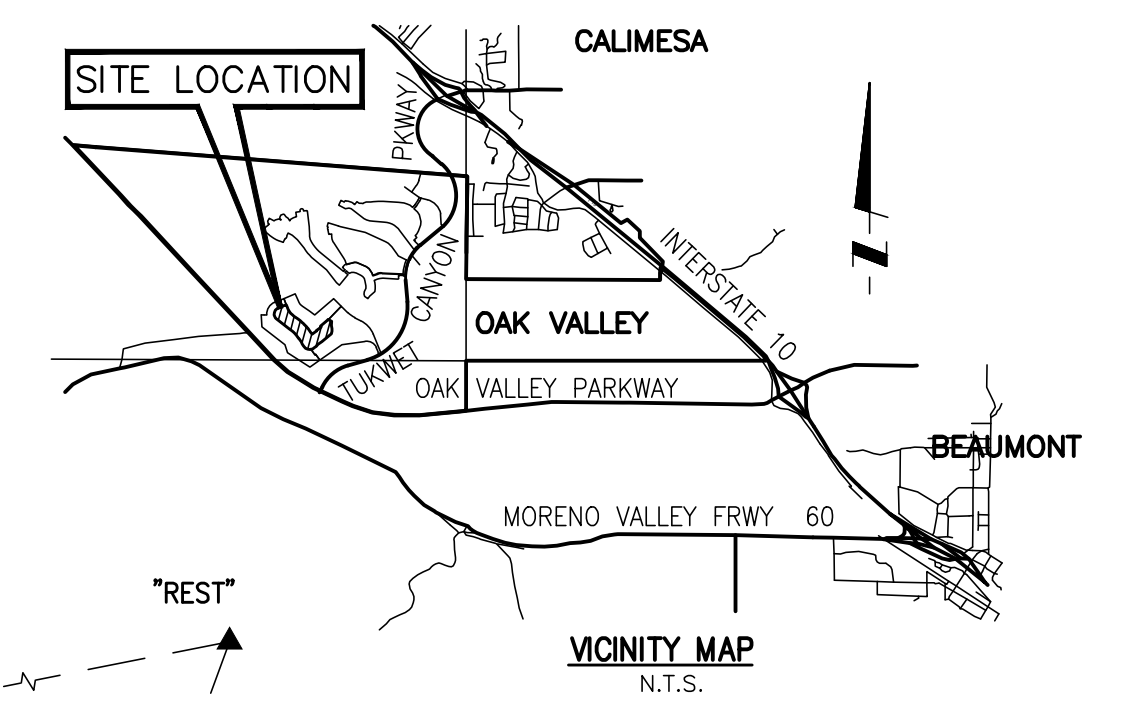 CALIMESA
SITE LOCATION
PKWAY
CANYON
TUKWET
INTERSTATE 10
N
OAK VALLEY
OAK VALLEY PARKWAY
BEAUMONT
MORENO VALLEY FRWY 60
"REST"
VICINITY MAP
N.T.S.